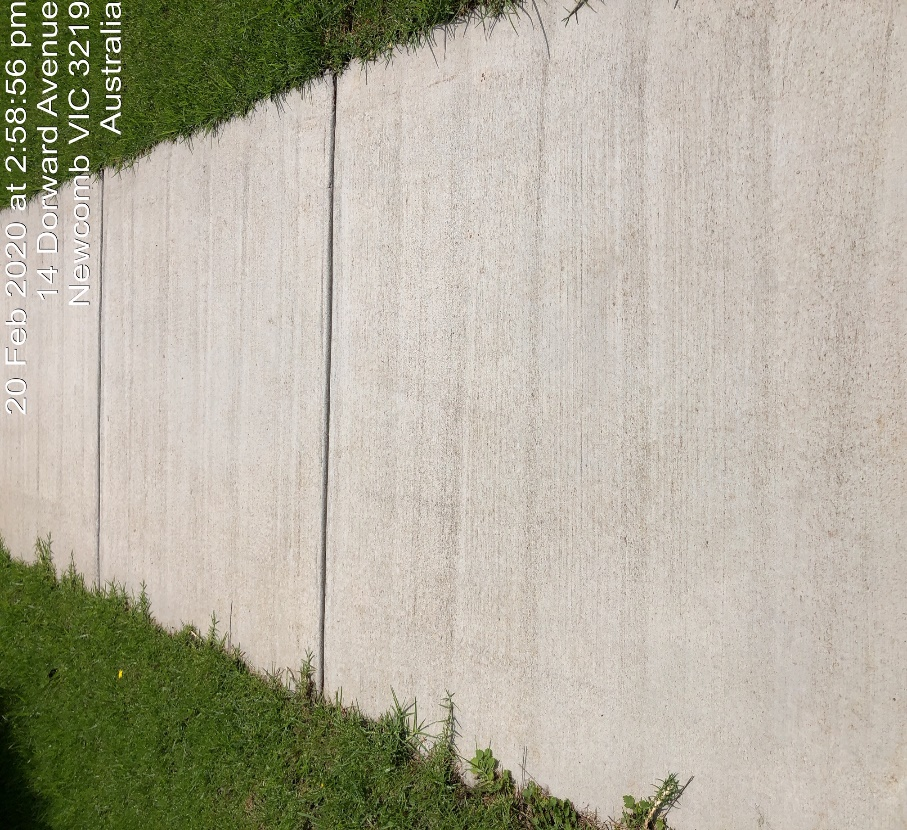 20 Feb 2020 at 2:58:56 pm
14 Dorward Avenue
Newcomb VIC 3219
Australia